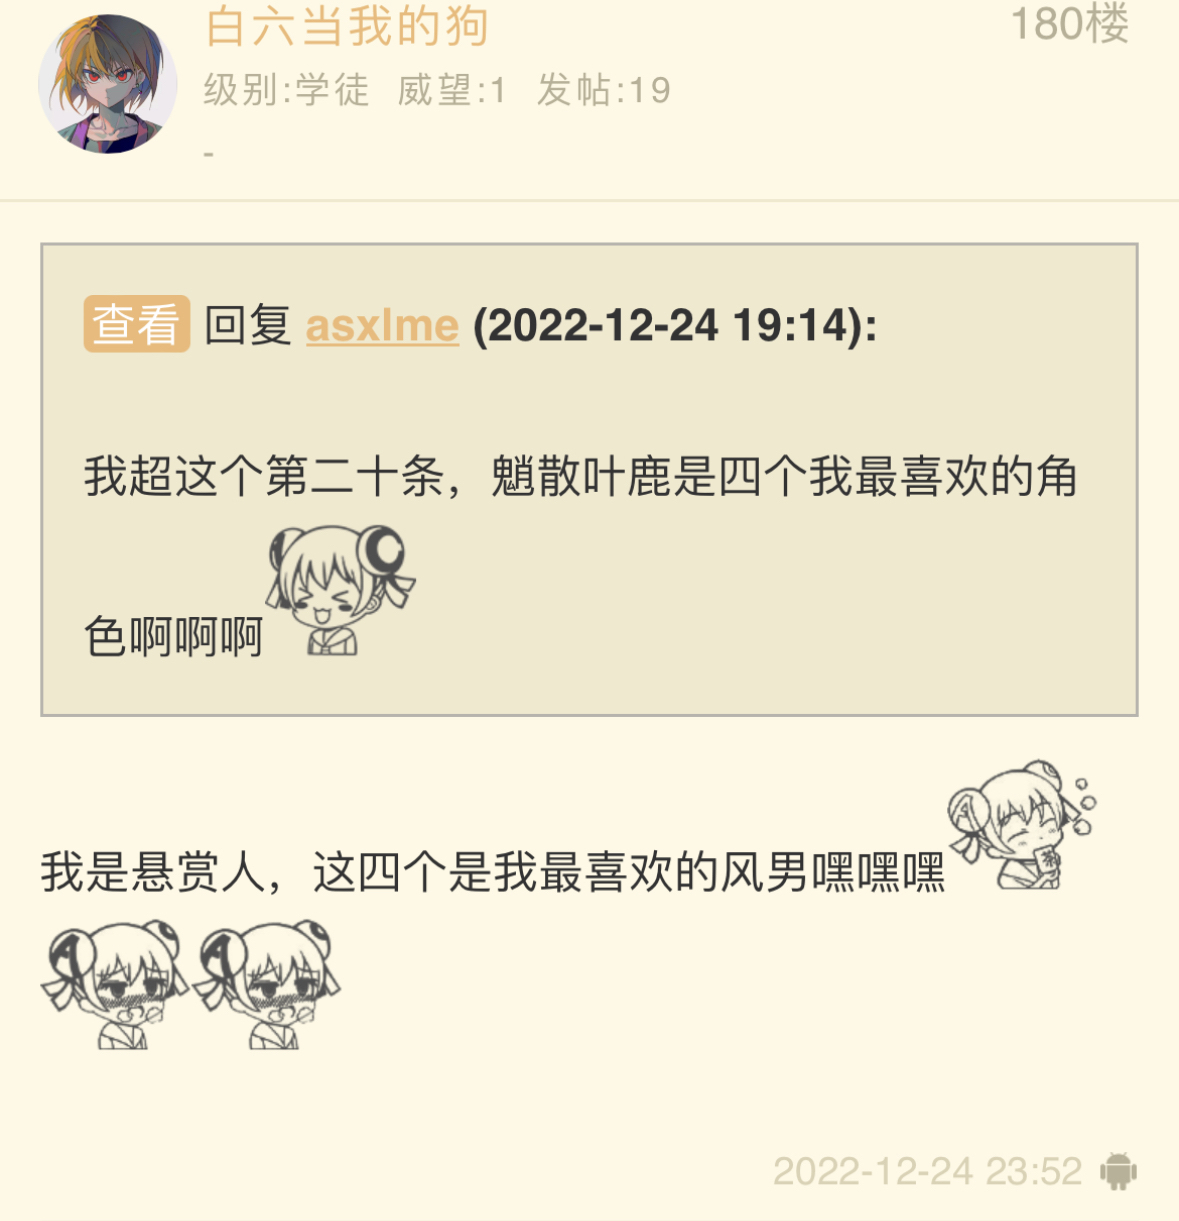 白六当我的狗
180楼
级别:学徒 威望:1 发帖:19
-
查看 回复 asxlme (2022-12-24 19:14):
我超这个第二十条，魈散叶鹿是四个我最喜欢的角
色啊啊啊
我是悬赏人，这四个是我最喜欢的风男嘿嘿嘿
2022-12-24 23:52